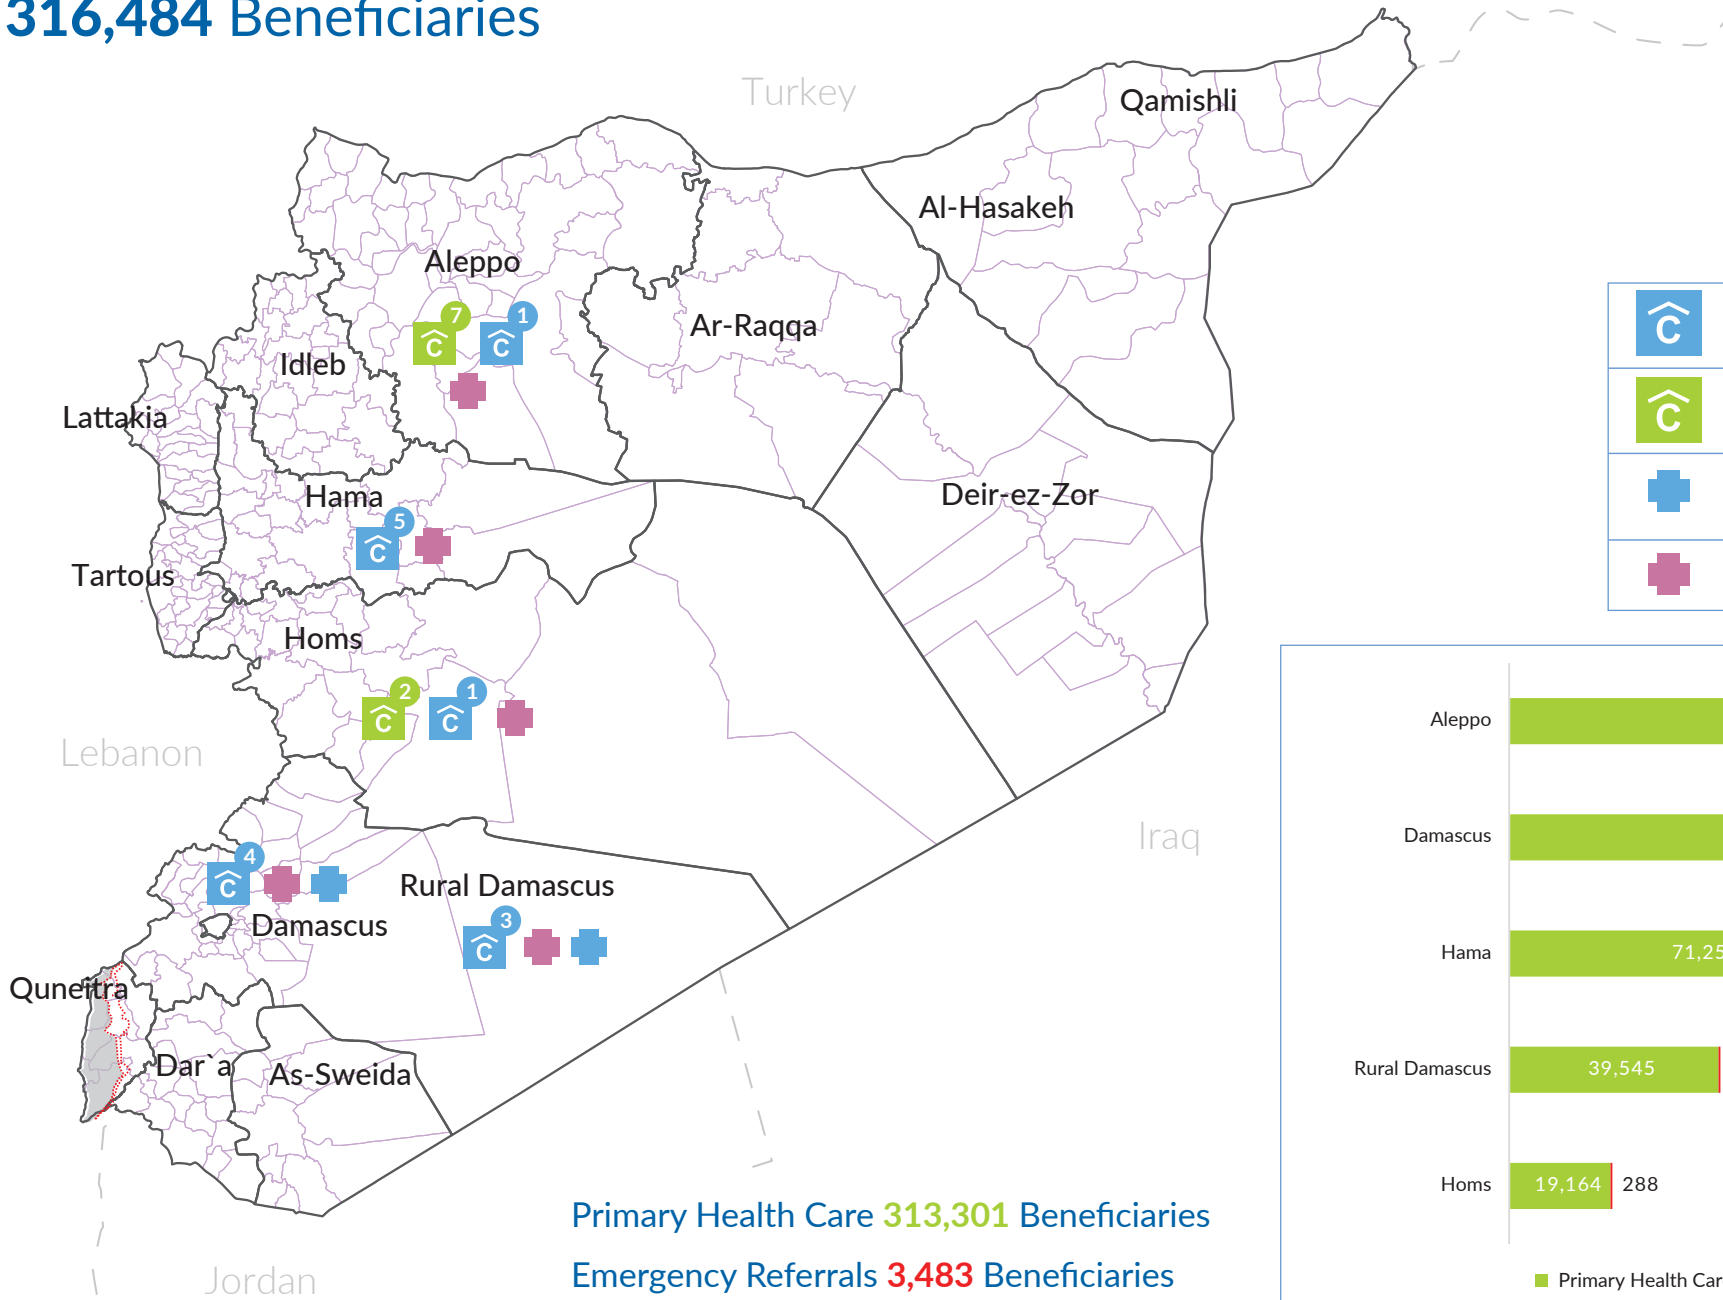 316,484 Beneficiaries
Turkey
Qamishli
Al-Hasakeh
Aleppo
7
1
C
C
Ar-Raqqa
Idleb
Lattakia
Hama
Deir-ez-Zor
5
C
Tartous
Homs
2
1
C
C
Lebanon
Iraq
4
C
Rural Damascus
Damascus
3
C
Quneitra
Dar`a
As-Sweida
Jordan
Primary Health Care 313,301 Beneficiaries
Emergency Referrals 3,483 Beneficiaries
C
C
Aleppo
Damascus
Hama
71,25
Rural Damascus
39,545
Homs
19,164
288
Primary Health Car